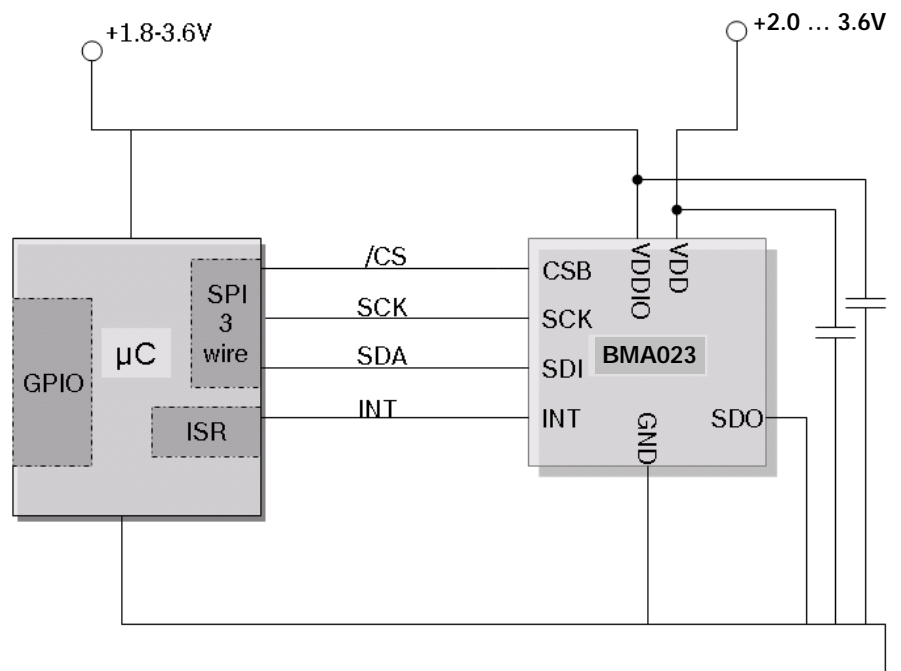 +1.8-3.6V
+2.0 ... 3.6V
/CS
SCK
SDA
INT
SPI
3
wire
GPIO
µC
ISR
CSB
SCK
SDI
INT
VDDIO
VDD
BMA023
GND
SDO